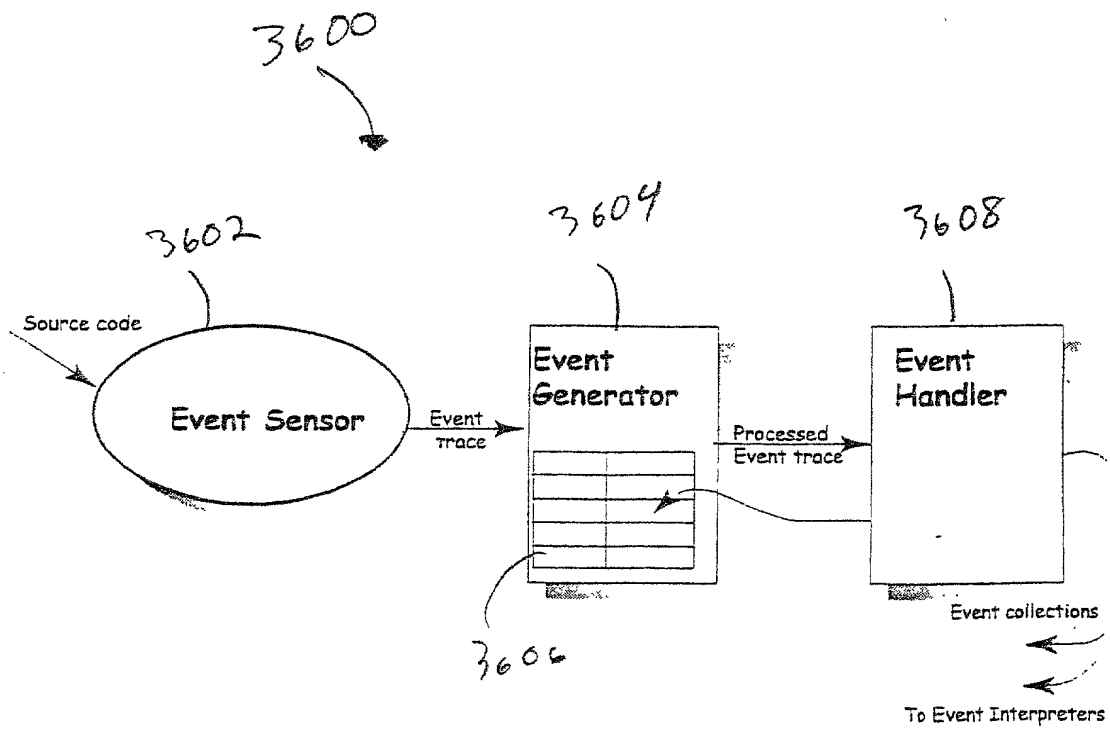 3600
3602
3604
3608
Source code
Event Sensor
Event
Trace
Event
Generator
Processed
Event trace
Event
Handler
3606
Event collections
To Event Interpreters